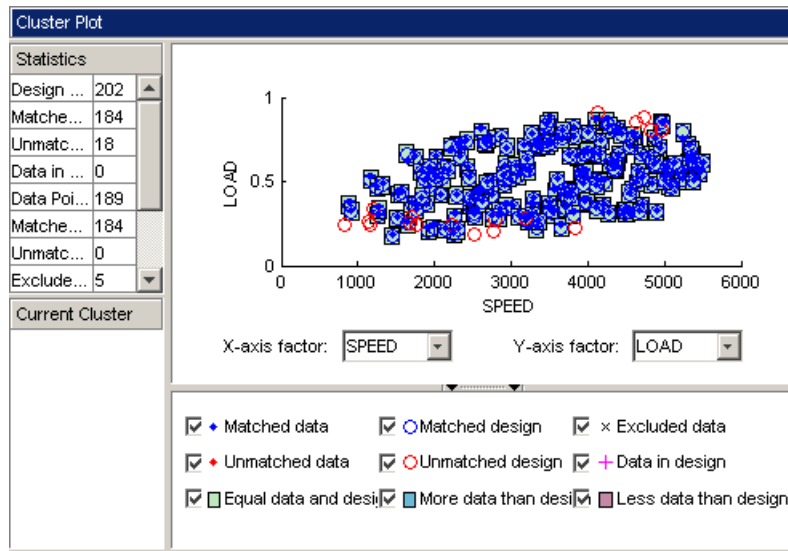 Cluster Plot
Statistics
Design ... 202
Matche... 184
Unmatc... 18
Data in ... 0
Data Poi... 189
Matche... 184
Unmatc... 0
Exclude... 5
Current Cluster
1
0.5
0
LOAD
0 1000 2000 3000 4000 5000 6000
SPEED
X-axis factor: SPEED Y-axis factor: LOAD
Matched data Matched design Excluded data
Unmatched data Unmatched design Data in design
Equal data and desi More data than desi Less data than design